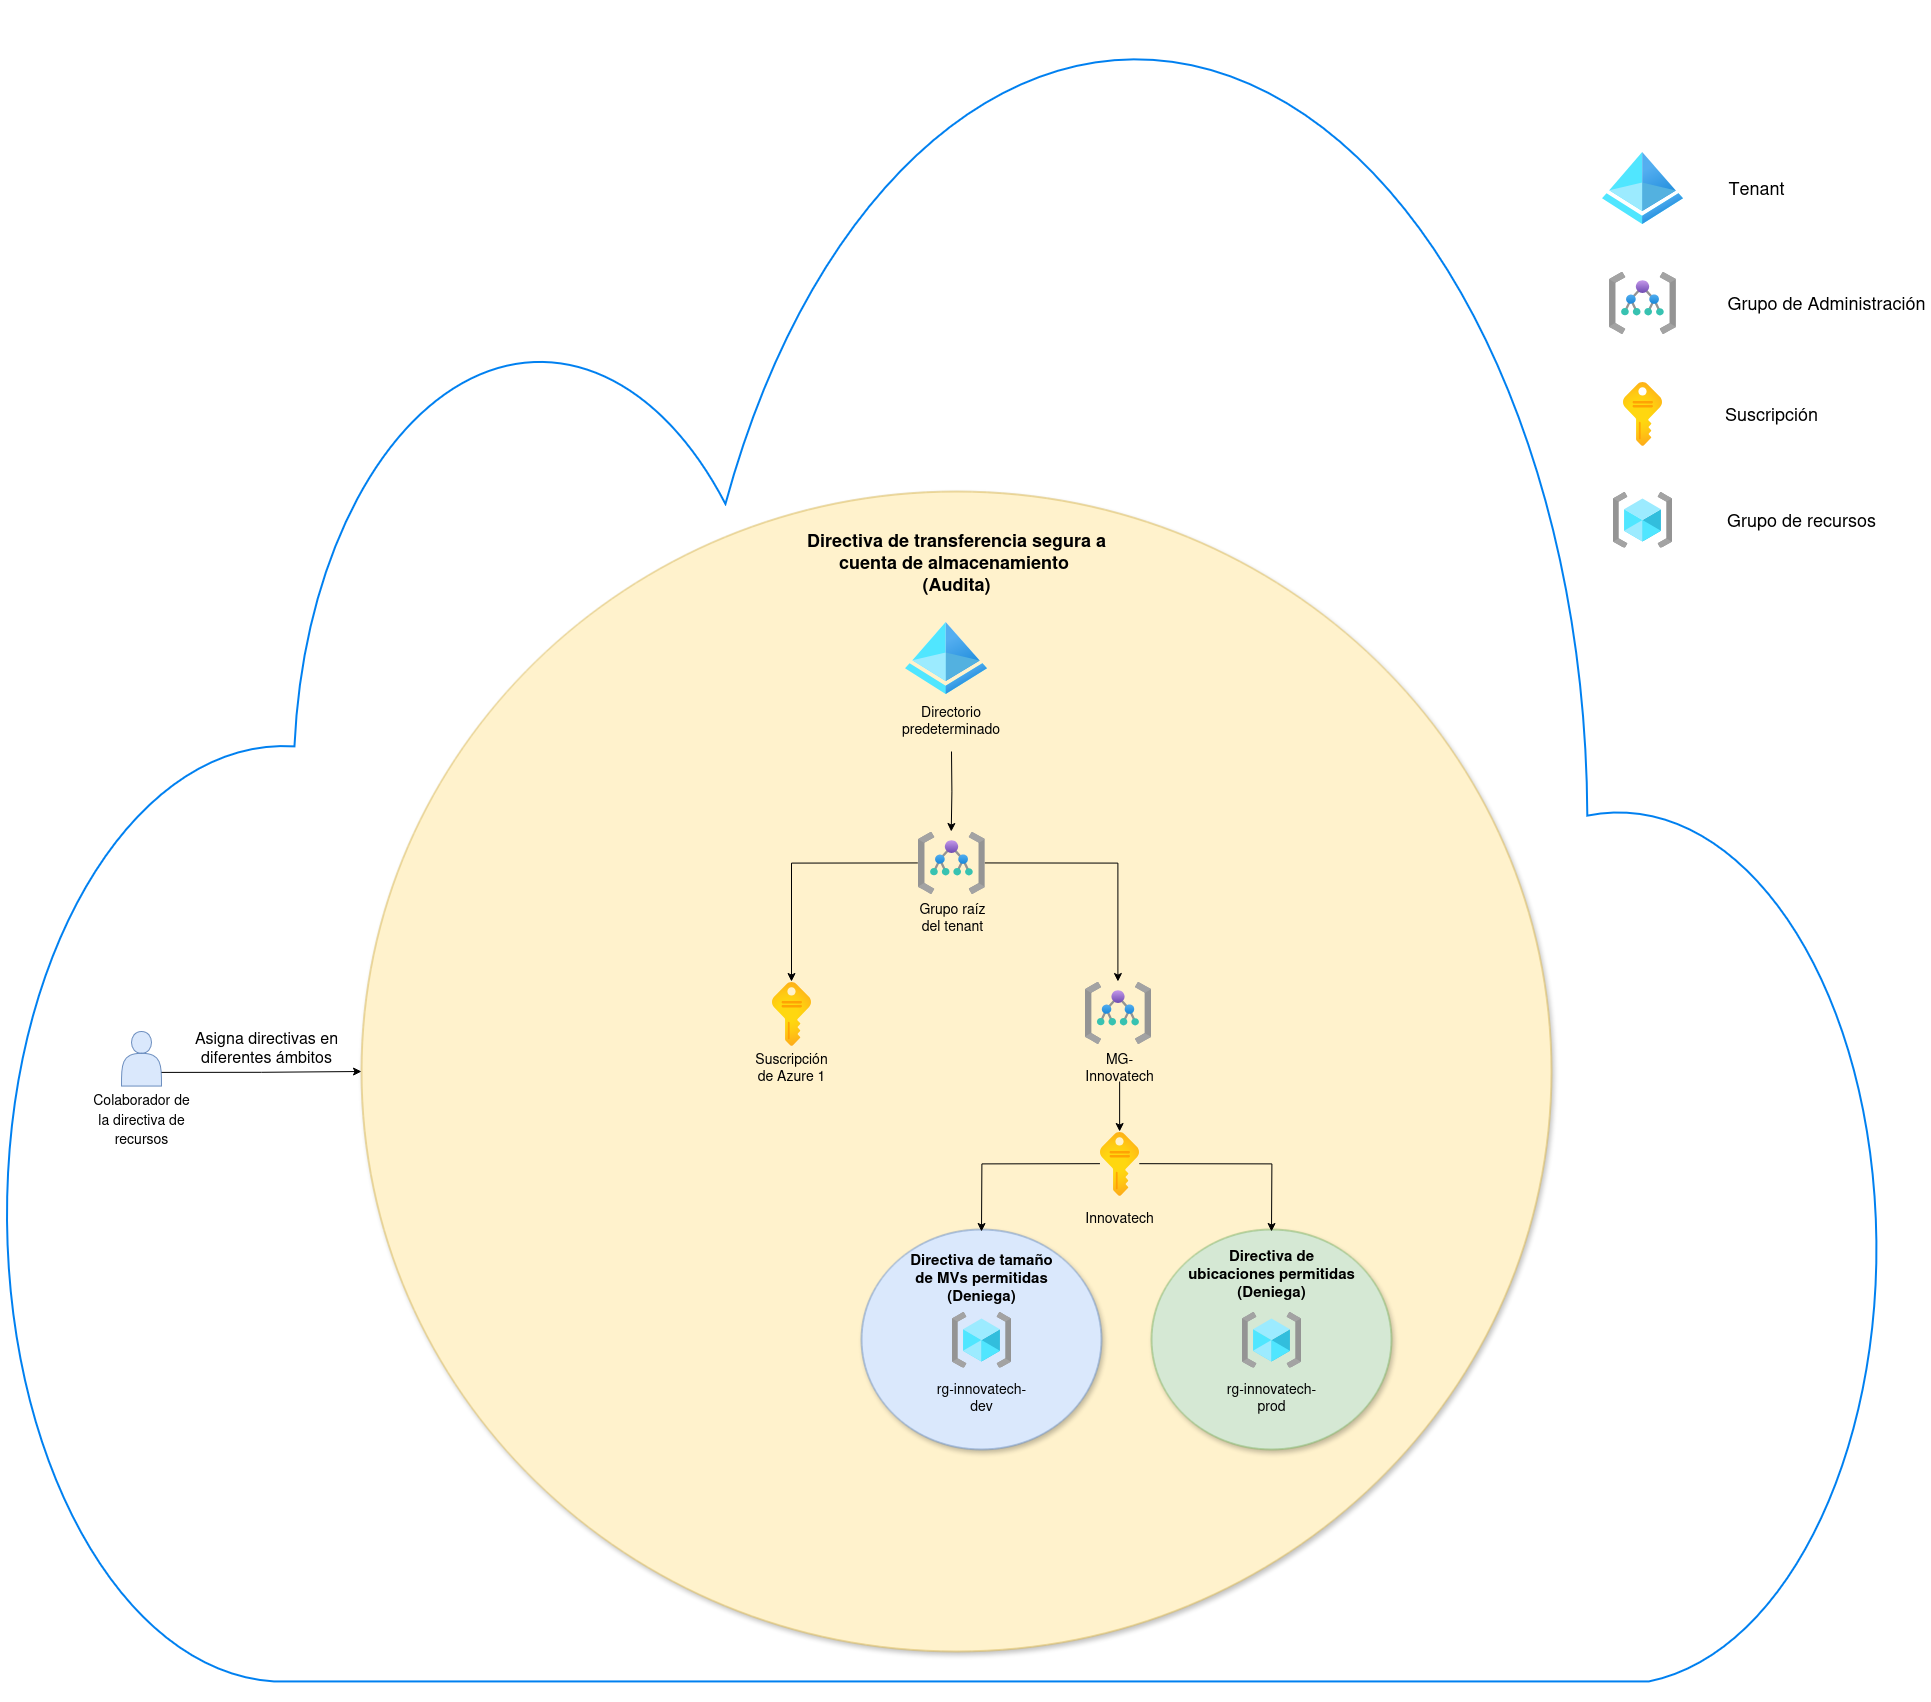 Tenant
Grupo de Administración
Suscripción
Grupo de recursos
Directiva de transferencia segura a
cuenta de almacenamiento
(Audita)
Directorio
predeterminado
Grupo raíz
del tenant
Suscripción
de Azure 1
MG-
Innovatech
Asigna directivas en
diferentes ámbitos
Colaborador de
la directiva de
recursos
Innovatech
Directiva de tamaño
de MVs permitidas
(Deniega)
rg-innovatech-
dev
Directiva de
ubicaciones permitidas
(Deniega)
rg-innovatech-
prod